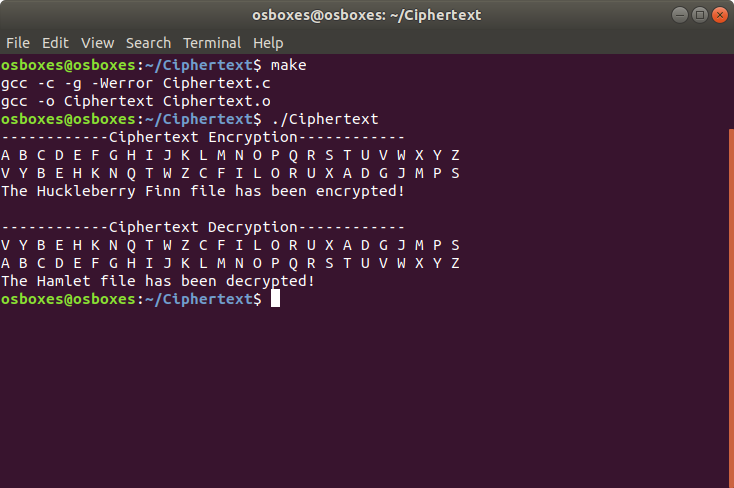 osboxes@osboxes: ~/Ciphertext
File Edit View Search Terminal Help
osboxes@osboxes:~/Ciphertext$ make
gcc -c -g -Werror Ciphertext.c
gcc -o Ciphertext Ciphertext.o
osboxes@osboxes:~/Ciphertext$ ./Ciphertext
------------Ciphertext Encryption------------
A B C D E F G H I J K L M N O P Q R S T U V W X Y Z
V Y B E H K N Q T W Z C F I L O R U X A D G J M P S
The Huckleberry Finn file has been encrypted!
------------Ciphertext Decryption------------
V Y B E H K N Q T W Z C F I L O R U X A D G J M P S
A B C D E F G H I J K L M N O P Q R S T U V W X Y Z
The Hamlet file has been decrypted!
osboxes@osboxes:~/Ciphertext$